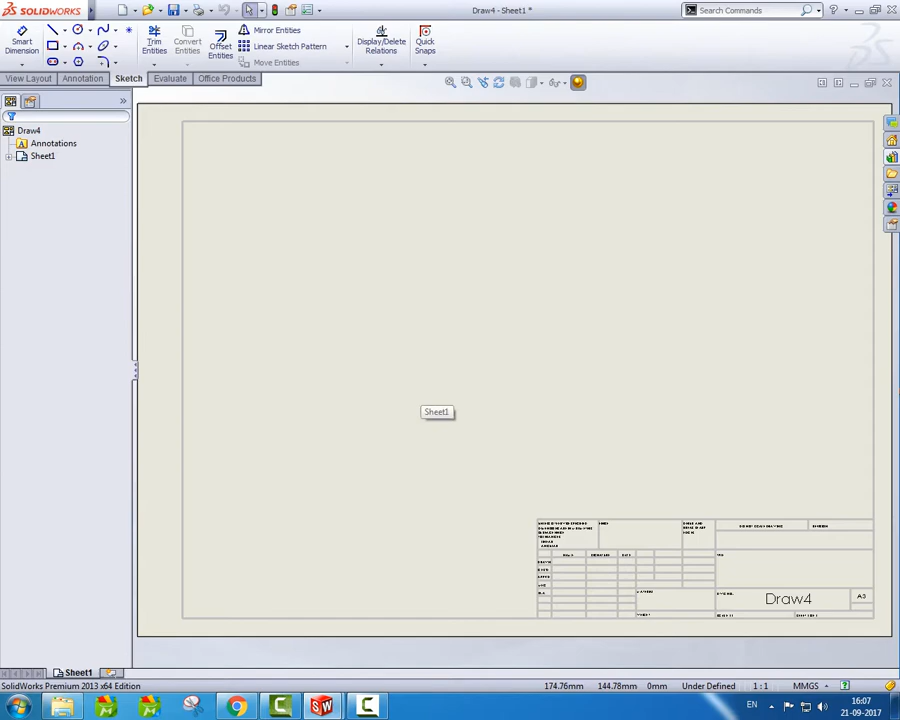 SOLIDWORKS
Draw4 - Sheet1 *
Search Commands
Smart Dimension
Trim Entities
Convert Entities
Offset Entities
Mirror Entities
Linear Sketch Pattern
Move Entities
Display/Delete Relations
Quick Snaps
View Layout
Annotation
Sketch
Evaluate
Office Products
Draw4
Annotations
Sheet1
Sheet1
Draw4
A3
Sheet1
SolidWorks Premium 2013 x64 Edition
174.76mm
144.78mm
0mm
Under Defined
1 : 1
MMGS
EN
16:07
21-09-2017